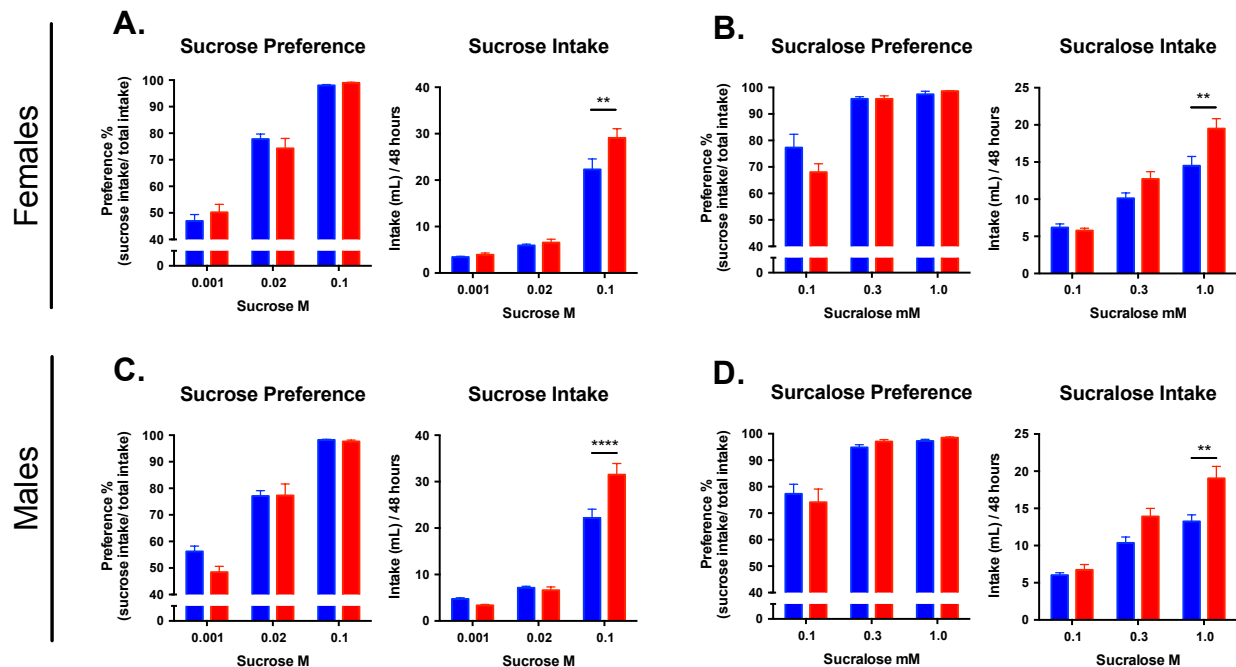 Females
A.
Sucrose Preference
Preference %
(sucrose intake/ total intake)
100
90
80
70
60
50
40
0
0.001 0.02 0.1
Sucrose M
Sucrose Intake
Intake (mL) / 48 hours
40
30
20
10
0
**
0.001 0.02 0.1
Sucrose M
B.
Sucralose Preference
Preference %
(sucrose intake/ total intake)
100
90
80
70
60
40
0
0.1 0.3 1.0
Sucralose mM
Sucralose Intake
Intake (mL) / 48 hours
25
20
15
10
5
0
**
0.1 0.3 1.0
Sucralose mM
Males
C.
Sucrose Preference
Preference %
(sucrose intake/ total intake)
100
90
80
70
60
50
40
0
0.001 0.02 0.1
Sucrose M
Sucrose Intake
Intake (mL) / 48 hours
40
30
20
10
0
****
0.001 0.02 0.1
Sucrose M
D.
Surcalose Preference
Preference %
(sucrose intake/ total intake)
100
90
80
70
60
50
40
0
0.1 0.3 1.0
Sucralose mM
Sucralose Intake
Intake (mL) / 48 hours
25
20
15
10
5
0
**
0.1 0.3 1.0
Sucralose M